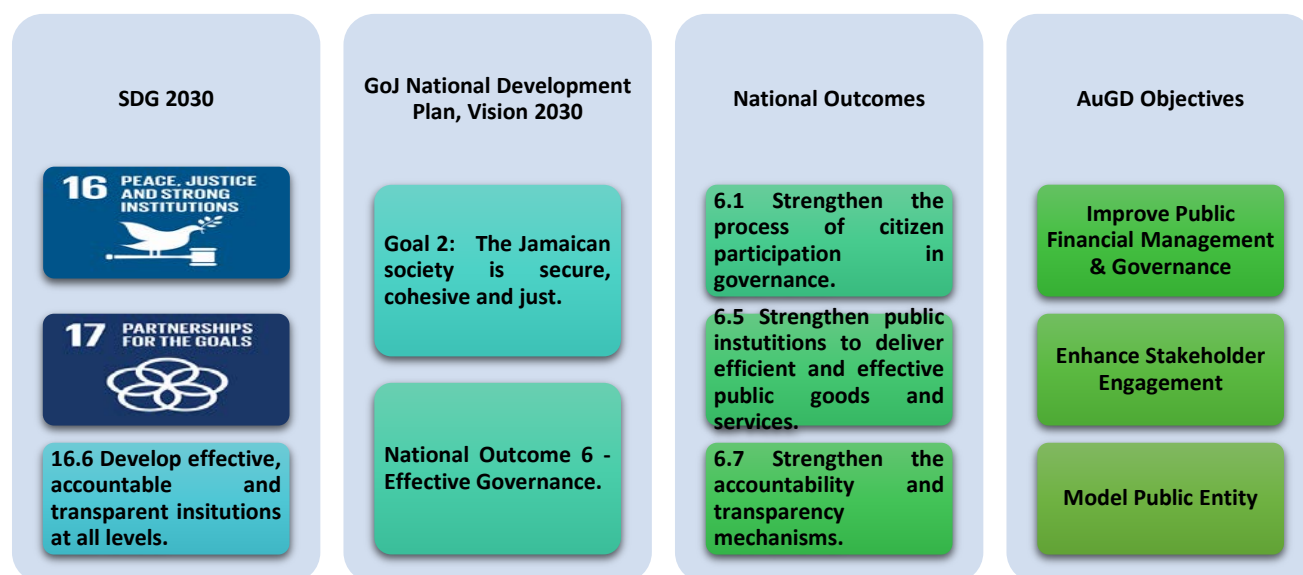 SDG 2030
16 PEACE, JUSTICE
AND STRONG
INSTITUTIONS
17 PARTNERSHIPS
FOR THE GOALS
16.6 Develop effective,
accountable and
transparent insitutions
at all levels.
GoJ National Development
Plan, Vision 2030
Goal 2: The Jamaican
society is secure,
cohesive and just.
National Outcome 6 -
Effective Governance.
National Outcomes
6.1 Strengthen the
process of citizen
participation in
governance.
6.5 Strengthen public
instutitions to deliver
efficient and effective
public goods and
services.
6.7 Strengthen the
accountability and
transparency
mechanisms.
AuGD Objectives
Improve Public
Financial Management
& Governance
Enhance Stakeholder
Engagement
Model Public Entity